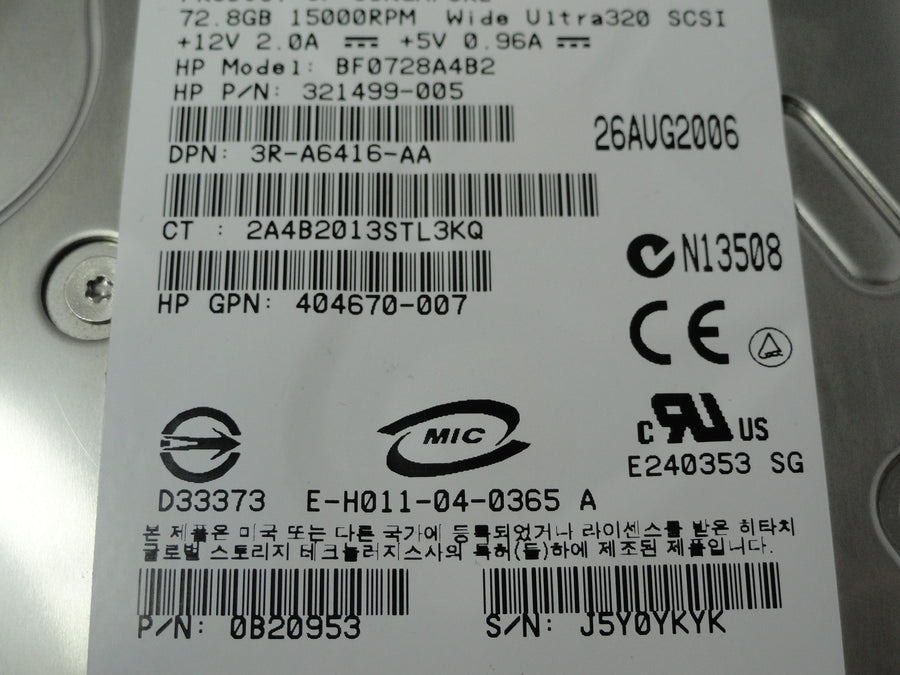 72.8GB 15000RPM Wide Ultra320 SCSI
+12V 2.0A +5V 0.96A
HP Model: BF0728A4B2
HP P/N: 321499-005
26AUG2006
DPN: 3R-A6416-AA
CT : 2A4B2013STL3KQ
N13508
HP GPN: 404670-007
CE
MIC
c RU US
E240353 SG
D33373 E-H011-04-0365 A
본 제품은 미국 또는 다른 국가에 등록되었거나 라이센스를 받은 히타치
글로벌 스토리지 테크놀러지스사의 특허(들)하에 제조된 제품입니다.
P/N: 0B20953 S/N: J5Y0YKYK